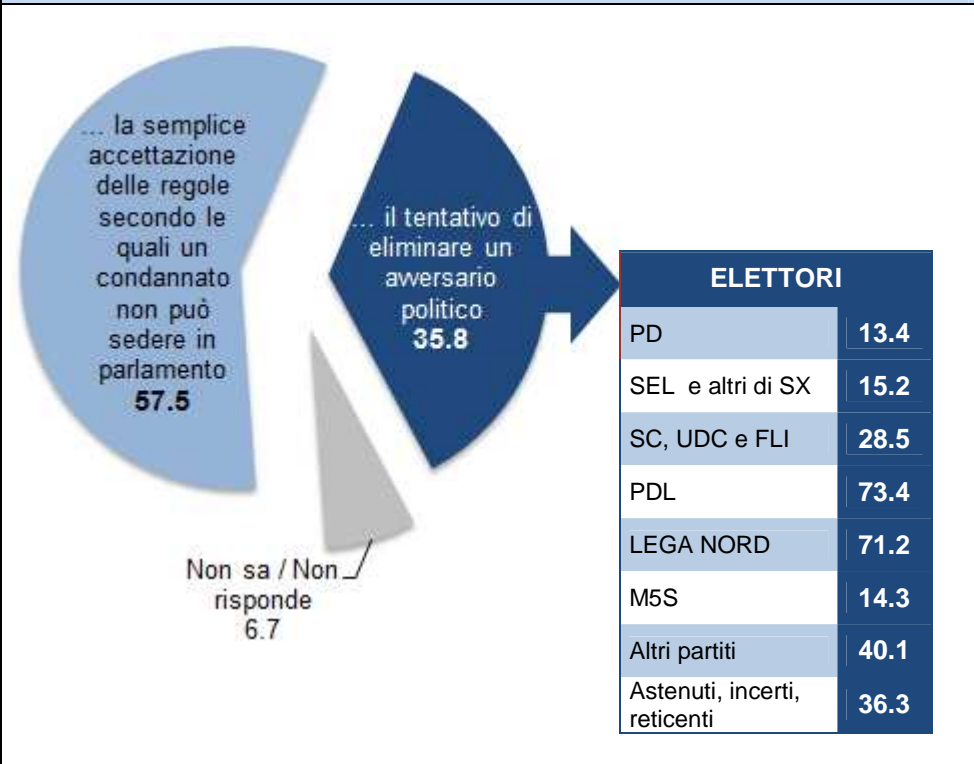 ... la semplice
accettazione
delle regole
secondo le
quali un
condannato
non può
sedere in
parlamento
57.5
... il tentativo di
eliminare un
avversario
politico
35.8
Non sa / Non
risponde
6.7
ELETTORI
PD 13.4
SEL e altri di SX 15.2
SC, UDC e FLI 28.5
PDL 73.4
LEGA NORD 71.2
M5S 14.3
Altri partiti 40.1
Astenuti, incerti,
reticenti 36.3